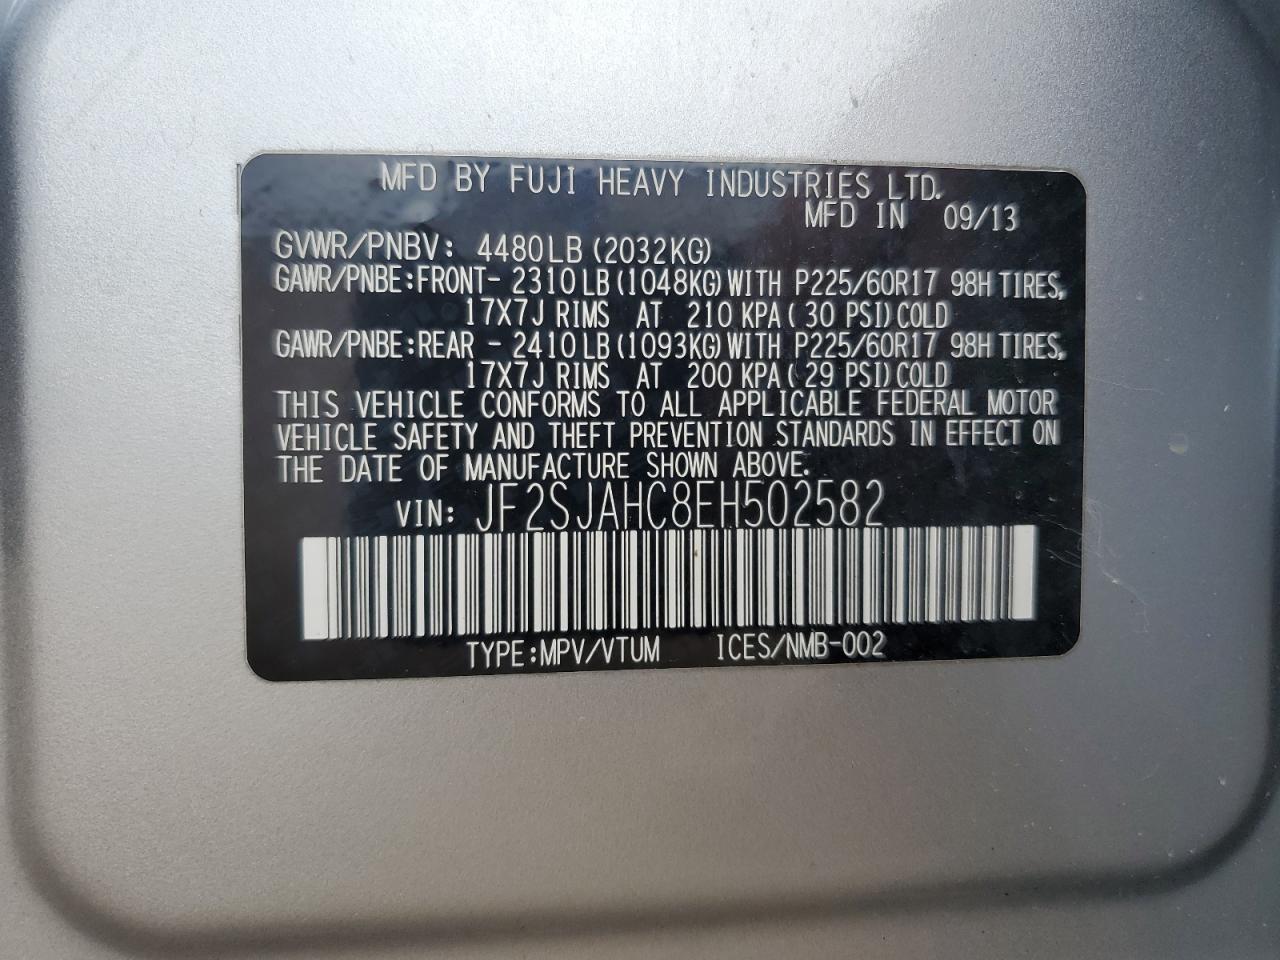 MFD BY FUJI HEAVY INDUSTRIES LTD.
MFD IN 09/13
GVWR/PNBV: 4480LB(2032KG)
GAWR/PNBE:FRONT- 2310LB(1048KG)WITH P225/60R17 98H TIRES,
17X7J RIMS AT 210 KPA(30 PSI)COLD
GAWR/PNBE:REAR - 2410LB(1093KG)WITH P225/60R17 98H TIRES,
17X7J RIMS AT 200 KPA(29 PSI)COLD
THIS VEHICLE CONFORMS TO ALL APPLICABLE FEDERAL MOTOR
VEHICLE SAFETY AND THEFT PREVENTION STANDARDS IN EFFECT ON
THE DATE OF MANUFACTURE SHOWN ABOVE.
VIN: JF2SJAHC8EH502582
TYPE:MPV/VTUM ICES/NMB-002